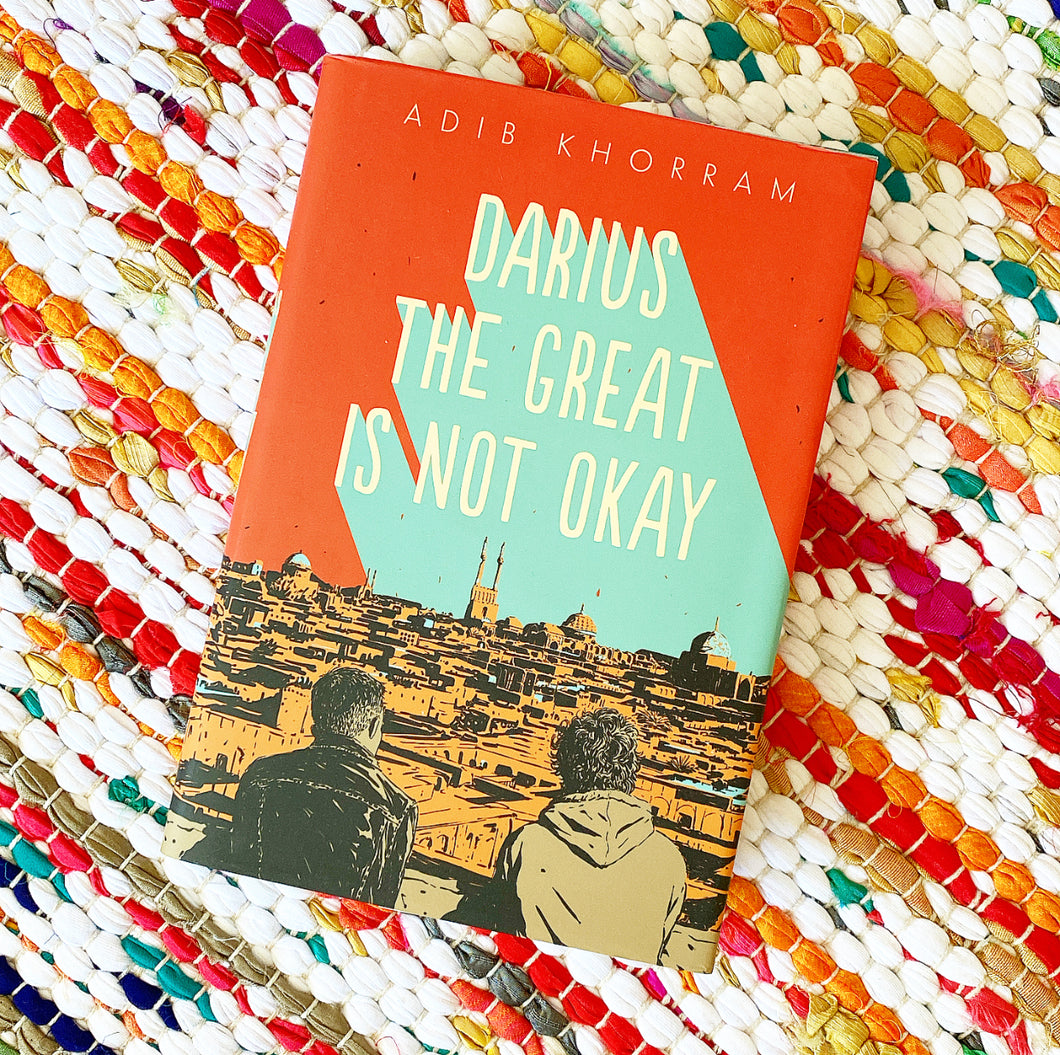 ADIB KHORRAM
DARIUS
THE GREAT
IS NOT OKAY